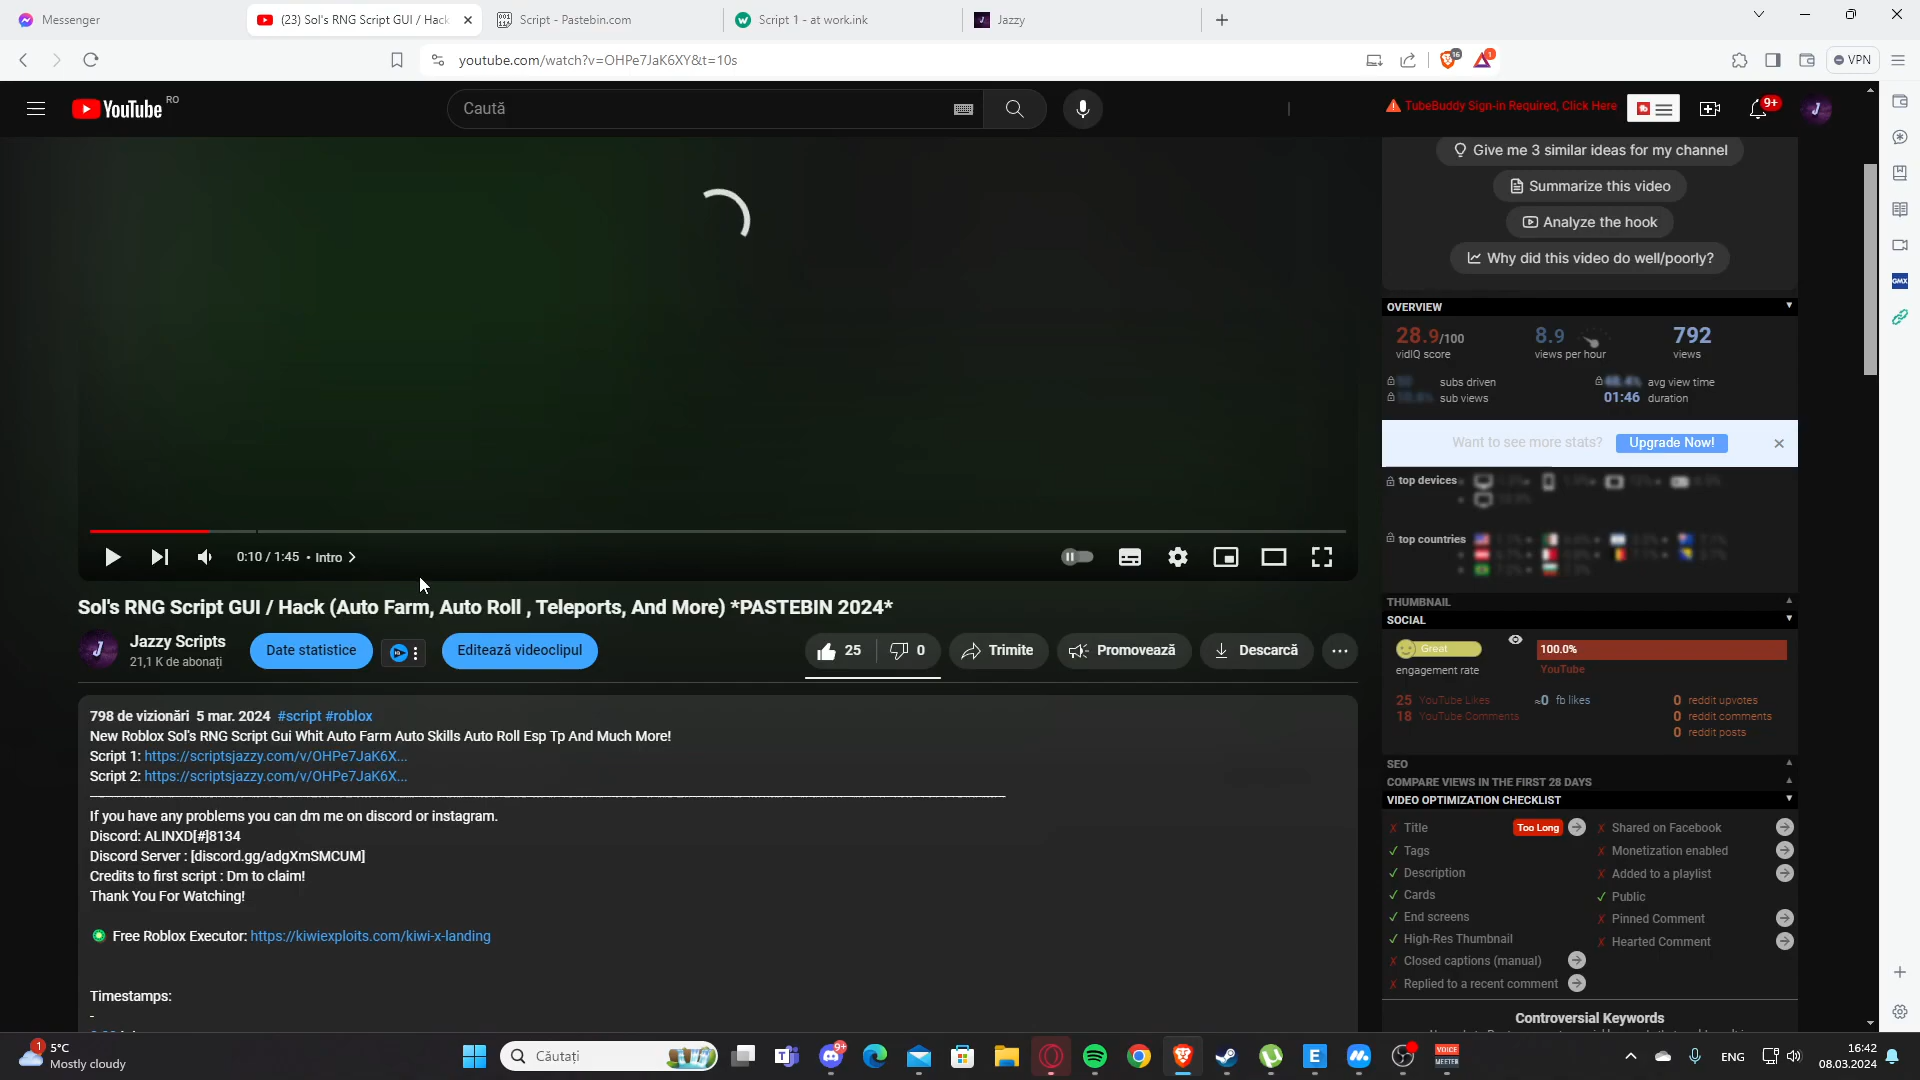 Messenger
(23) Sol's RNG Script GUI / Hack
Script - Pastebin.com
Script 1 - at work.ink
Jazzy
youtube.com/watch?v=OHPe7JaK6XY&t=10s
16
1
VPN
YouTube RO
Caută
TubeBuddy Sign-in Required, Click Here
9+
Give me 3 similar ideas for my channel
Summarize this video
Analyze the hook
Why did this video do well/poorly?
OVERVIEW
28.9/100
8.9
792
vidIQ score
views per hour
views
subs driven
avg view time
sub views
01:46 duration
Want to see more stats?
Upgrade Now!
top devices
top countries
THUMBNAIL
SOCIAL
Great
100.0%
engagement rate
YouTube
25 YouTube Likes
≈0 fb likes
0 reddit upvotes
18 YouTube Comments
0 reddit comments
0 reddit posts
SEO
COMPARE VIEWS IN THE FIRST 28 DAYS
VIDEO OPTIMIZATION CHECKLIST
Title
Too Long
Shared on Facebook
Tags
Monetization enabled
Description
Added to a playlist
Cards
Public
End screens
Pinned Comment
High-Res Thumbnail
Hearted Comment
Closed captions (manual)
Replied to a recent comment
Controversial Keywords
0:10 / 1:45 • Intro
Sol's RNG Script GUI / Hack (Auto Farm, Auto Roll , Teleports, And More) *PASTEBIN 2024*
Jazzy Scripts
21,1 K de abonați
Date statistice
Editează videoclipul
25
0
Trimite
Promovează
Descarcă
798 de vizionări 5 mar. 2024 #script #roblox
New Roblox Sol's RNG Script Gui Whit Auto Farm Auto Skills Auto Roll Esp Tp And Much More!
Script 1: https://scriptsjazzy.com/v/OHPe7JaK6X...
Script 2: https://scriptsjazzy.com/v/OHPe7JaK6X...
If you have any problems you can dm me on discord or instagram.
Discord: ALINXD[#]8134
Discord Server : [discord.gg/adgXmSMCUM]
Credits to first script : Dm to claim!
Thank You For Watching!
Free Roblox Executor: https://kiwiexploits.com/kiwi-x-landing
Timestamps:
-
1
5°C
Mostly cloudy
Căutați
9+
VOICE
MEETER
ENG
16:42
08.03.2024